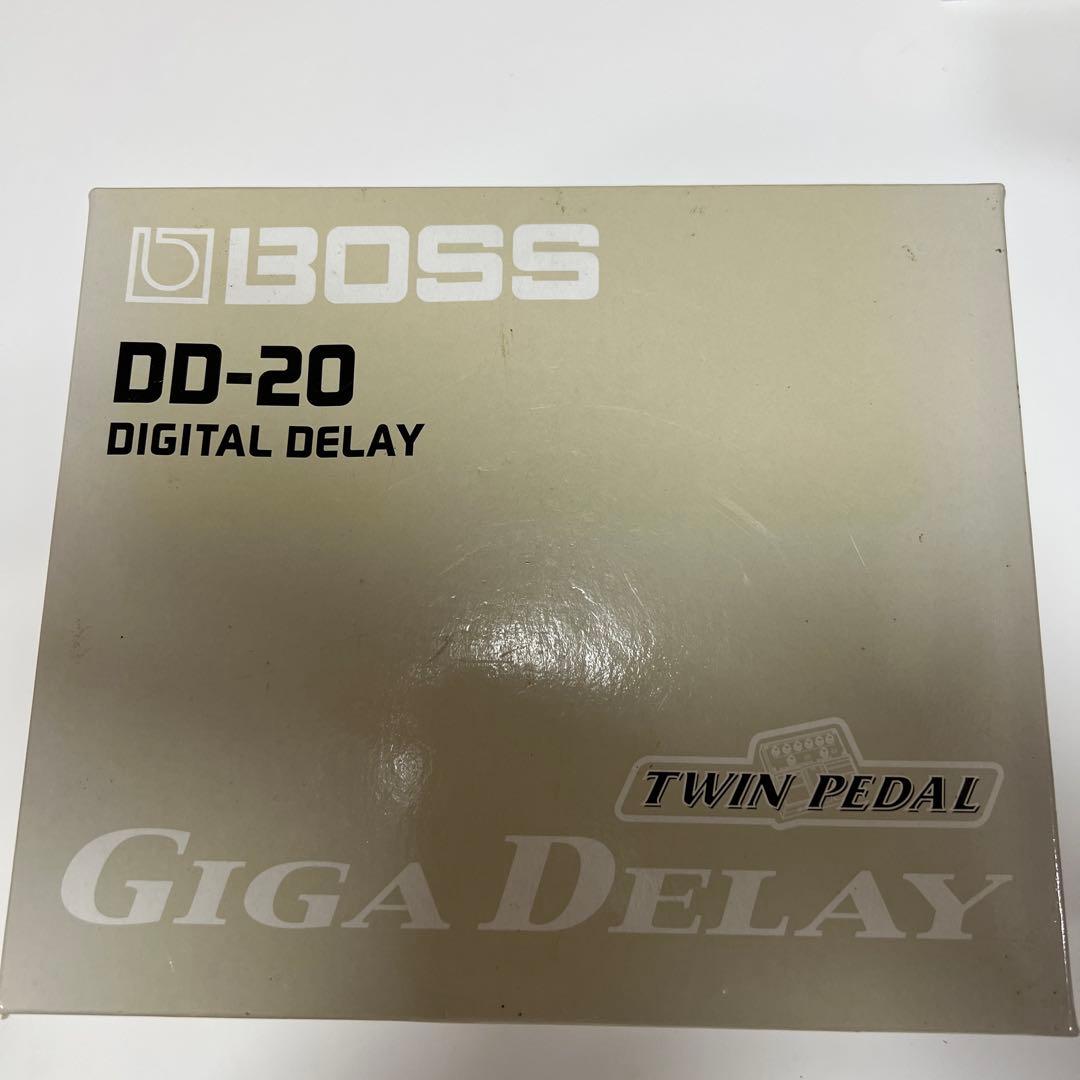 BOSS
DD-20
DIGITAL DELAY
TWIN PEDAL
GIGA DELAY